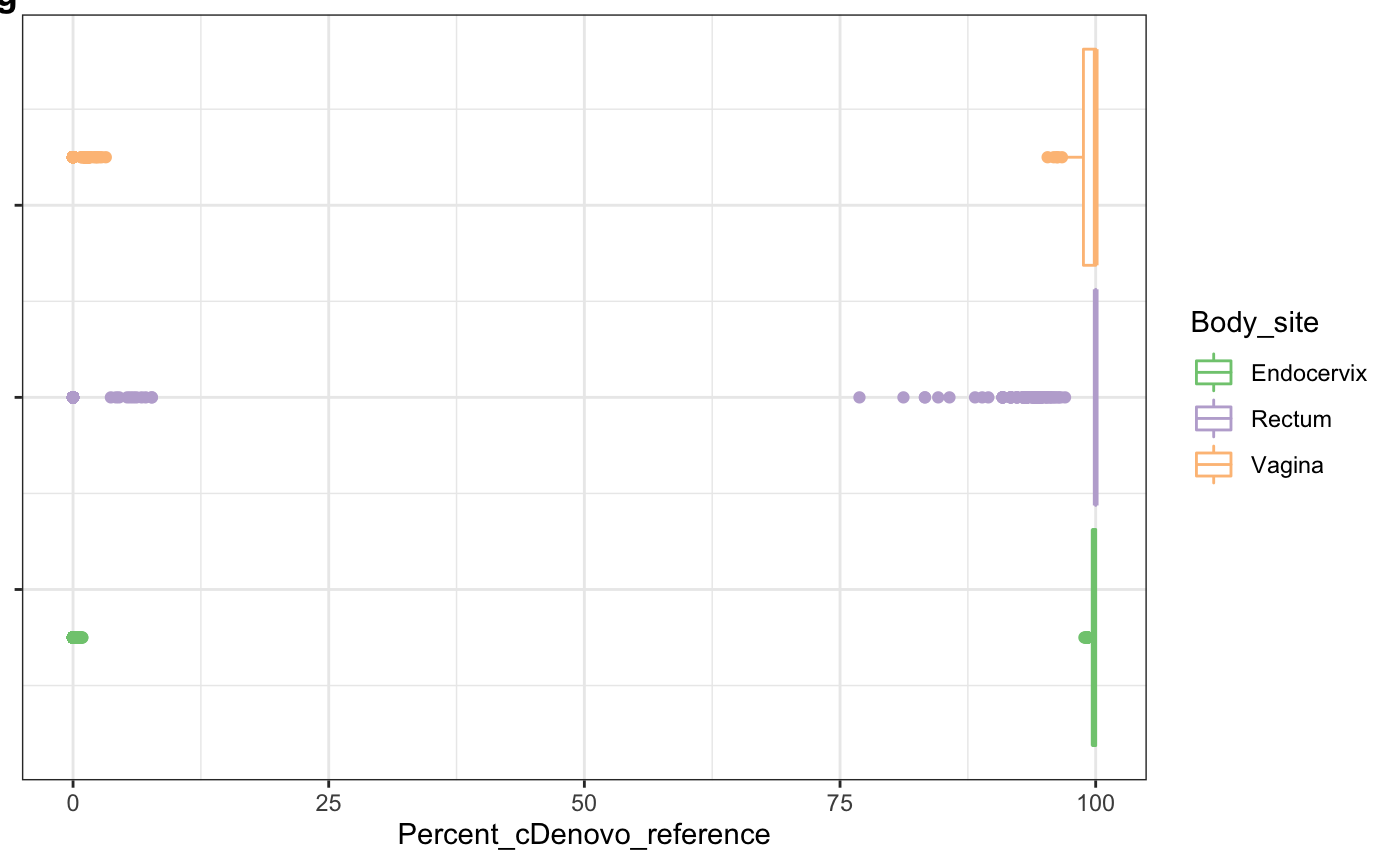 Body_site
Endocervix
Rectum
Vagina
0 25 50 75 100
Percent_cDenovo_reference